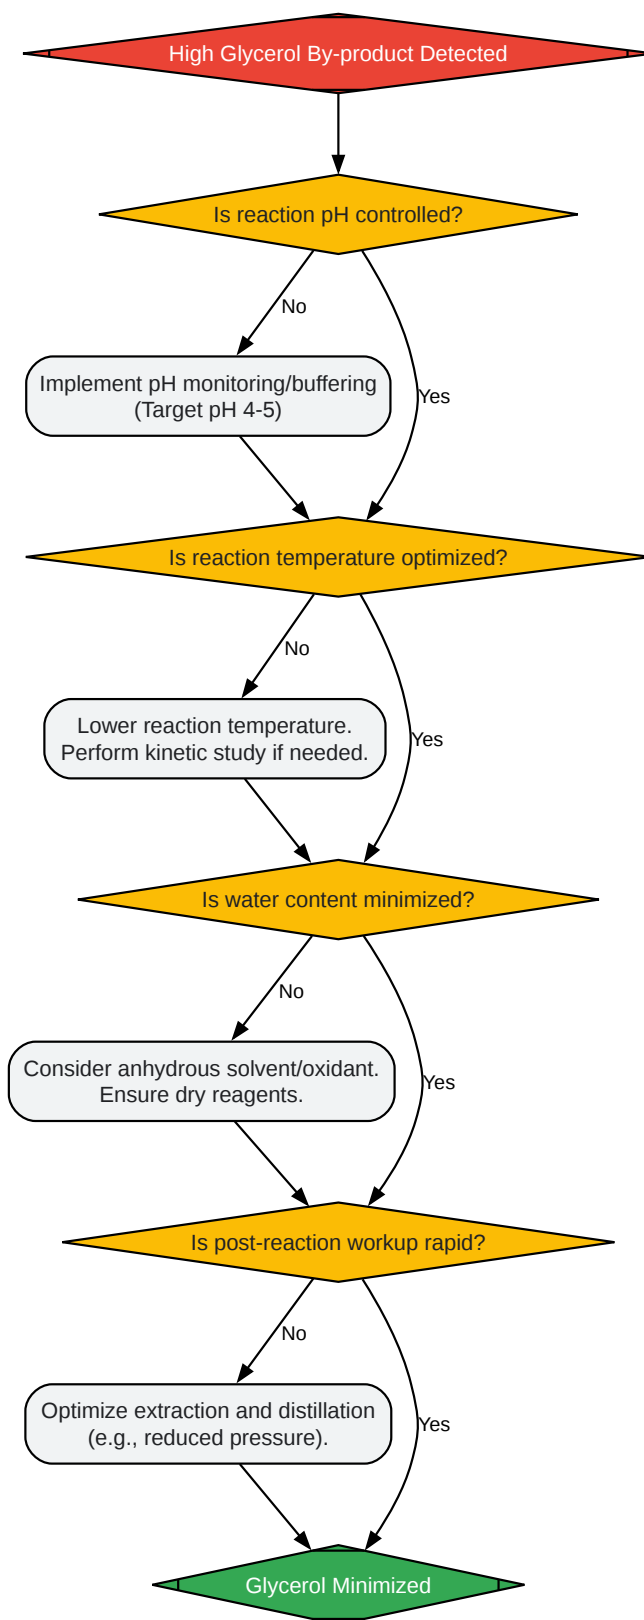 High Glycerol By-product Detected
Is reaction pH controlled?
No
Implement pH monitoring/buffering
(Target pH 4-5)
Yes
Is reaction temperature optimized?
No
Lower reaction temperature.
Perform kinetic study if needed.
Yes
Is water content minimized?
No
Consider anhydrous solvent/oxidant.
Ensure dry reagents.
Yes
Is post-reaction workup rapid?
No
Optimize extraction and distillation
(e.g., reduced pressure).
Yes
Glycerol Minimized